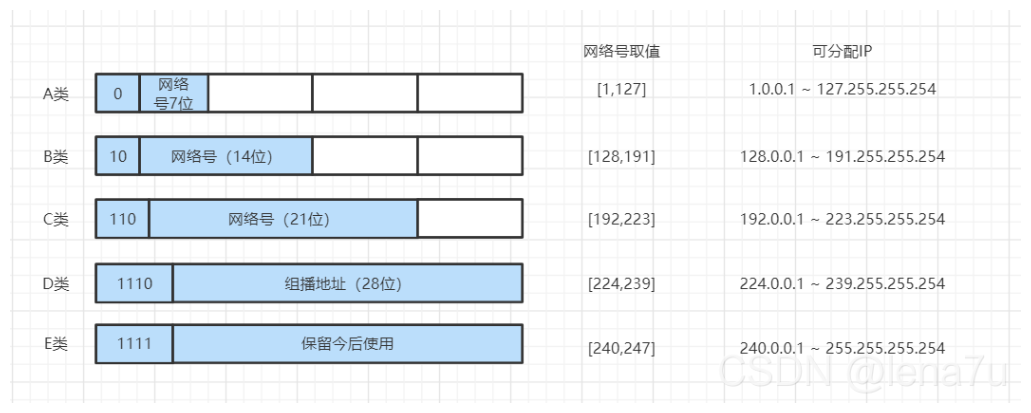 网络号取值 可分配IP
A类 0 网络 [1,127] 1.0.0.1 ~ 127.255.255.254
号7位
B类 10 网络号（14位） [128,191] 128.0.0.1 ~ 191.255.255.254
C类 110 网络号（21位） [192,223] 192.0.0.1 ~ 223.255.255.254
D类 1110 组播地址（28位） [224,239] 224.0.0.1 ~ 239.255.255.254
E类 1111 保留今后使用 [240,247] 240.0.0.1 ~ 255.255.255.254
CSDN @lena7u